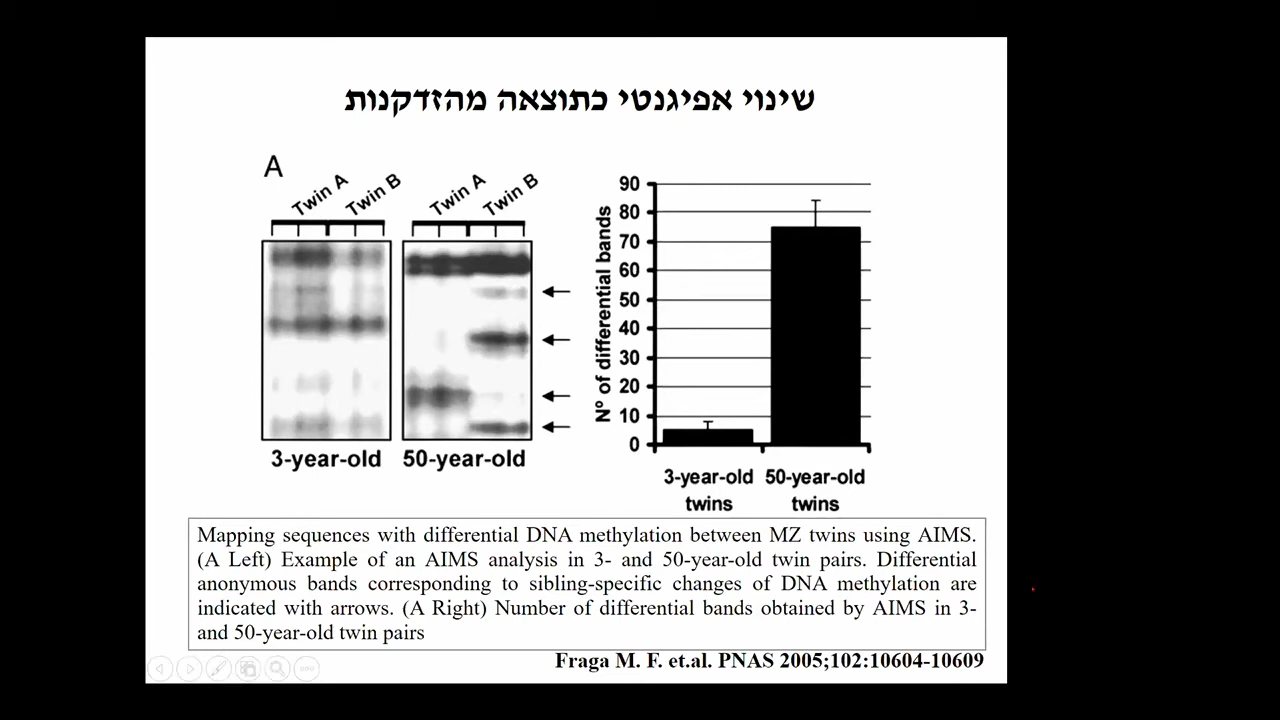 שינוי אפיגנטי כתוצאה מהזדקנות
A
Twin A
Twin B
Twin A
Twin B
3-year-old
50-year-old
Nº of differential bands
90
80
70
60
50
40
30
20
10
0
3-year-old twins
50-year-old twins
Mapping sequences with differential DNA methylation between MZ twins using AIMS.
(A Left) Example of an AIMS analysis in 3- and 50-year-old twin pairs. Differential
anonymous bands corresponding to sibling-specific changes of DNA methylation are
indicated with arrows. (A Right) Number of differential bands obtained by AIMS in 3-
and 50-year-old twin pairs
Fraga M. F. et.al. PNAS 2005;102:10604-10609